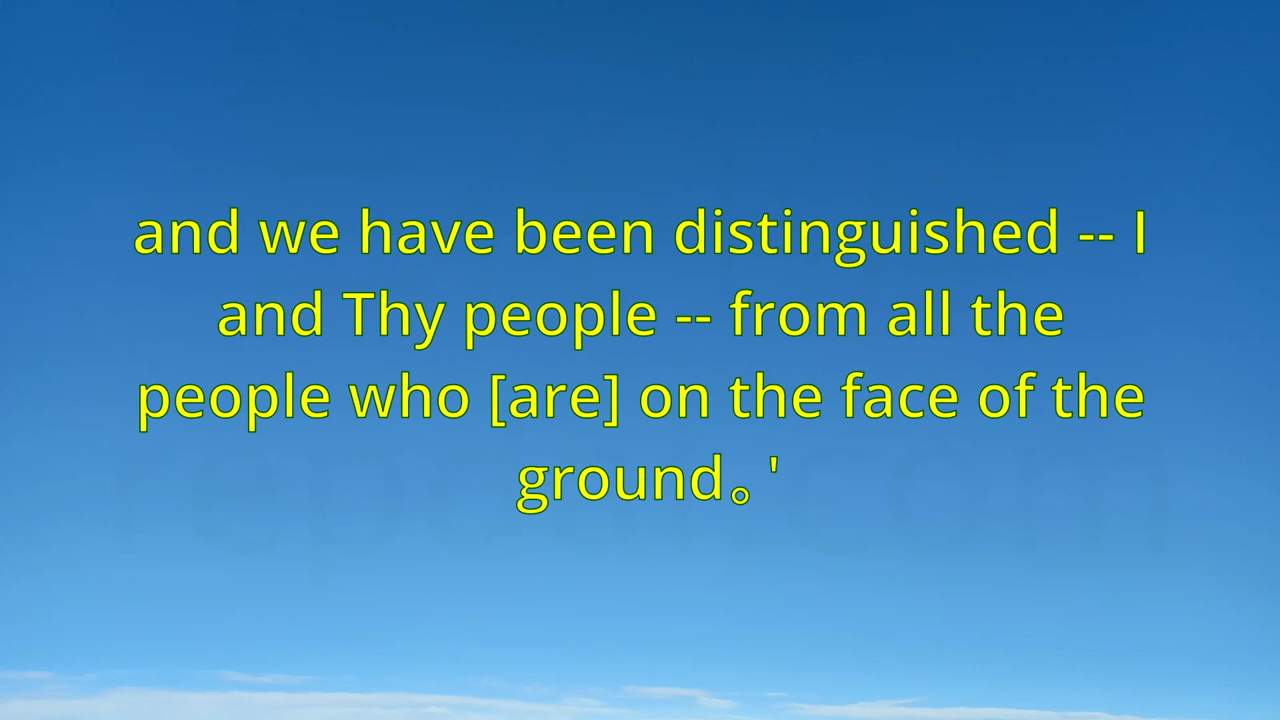 and we have been distinguished -- I
and Thy people -- from all the
people who [are] on the face of the
ground。'